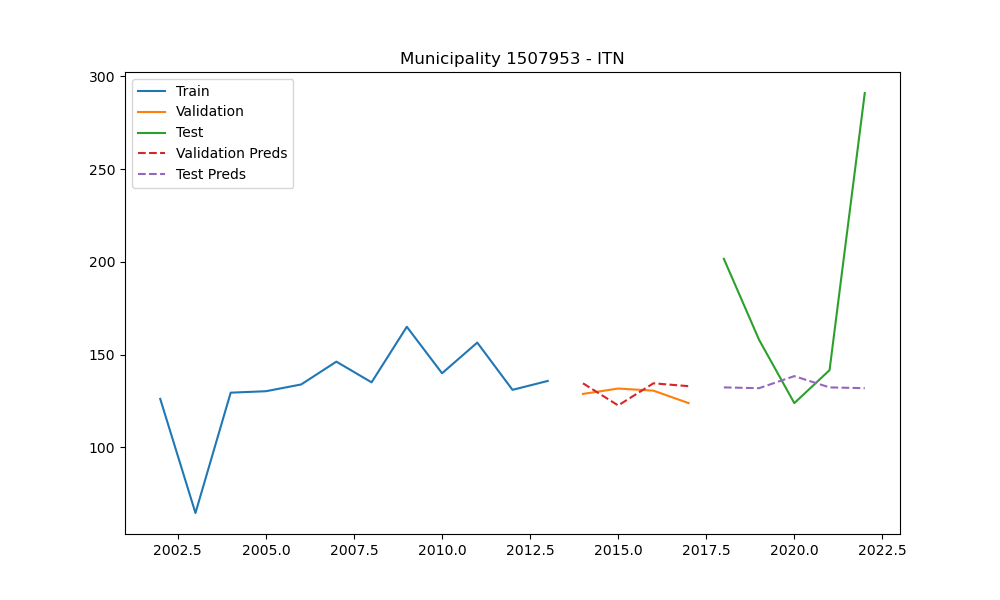 Municipality 1507953 - ITN
Train
Validation
Test
Validation Preds
Test Preds
300
250
200
150
100
2002.5 2005.0 2007.5 2010.0 2012.5 2015.0 2017.5 2020.0 2022.5